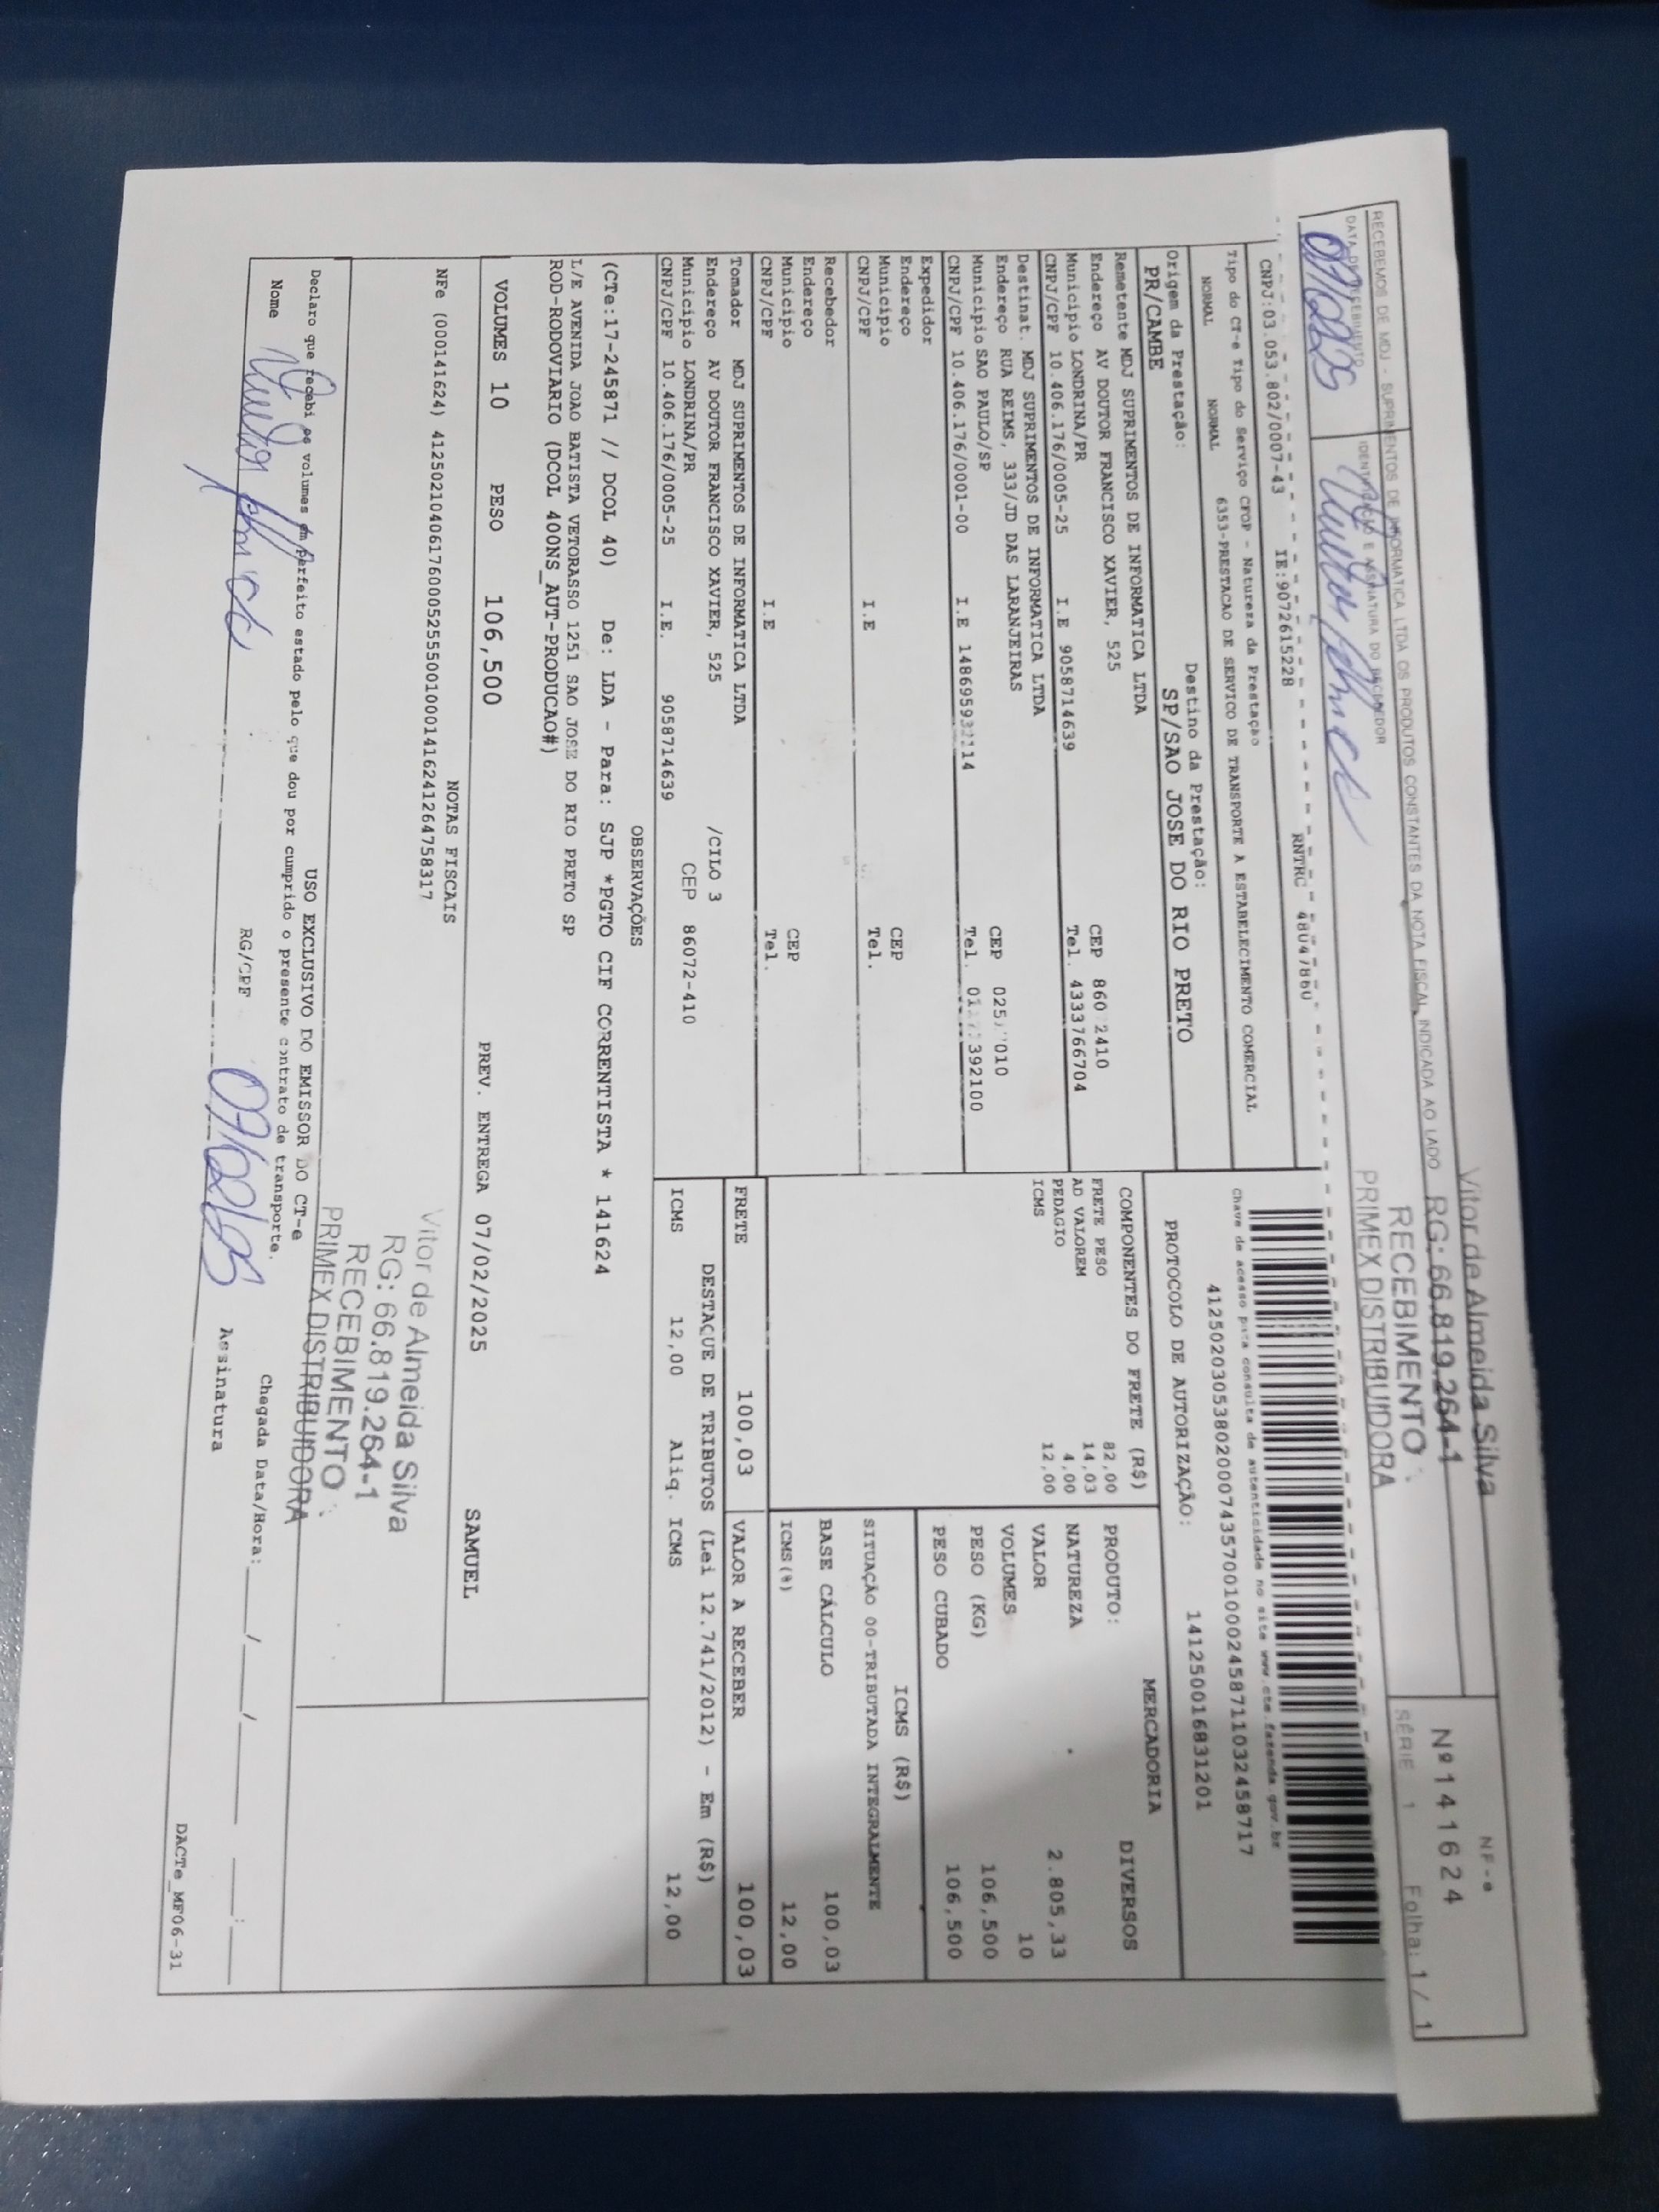 RECEBEMOS DE MDJ - SUPRIMENTOS DE INFORMATICA LTDA OS PRODUTOS CONSTANTES DA NOTA FISCAL INDICADA AO LADO
DATA DE RECEBIMENTO
IDENTIFICAÇÃO E ASSINATURA DO RECEBEDOR
Vitor de Almeida Silva
RG: 66.819.264-1
RECEBIMENTO
PRIMEX DISTRIBUIDORA
NF-e
Nº 141624
SÉRIE 1 Folha: 1 / 1
CNPJ:03.053.802/0007-43 IE:9072615228 RNTRC 48047860
Tipo do CT-e Tipo do Serviço CFOP - Natureza da Prestação
NORMAL NORMAL 6353-PRESTACAO DE SERVICO DE TRANSPORTE A ESTABELECIMENTO COMERCIAL
Chave de acesso para consulta de autenticidade no site www.cte.fazenda.gov.br
41250203053802000743570010002458711032458717
Origem da Prestação: Destino da Prestação:
PR/CAMBE SP/SAO JOSE DO RIO PRETO
PROTOCOLO DE AUTORIZAÇÃO: 141250016831201
Remetente MDJ SUPRIMENTOS DE INFORMATICA LTDA
Endereço AV DOUTOR FRANCISCO XAVIER, 525 CEP 860 2410
Município LONDRINA/PR Tel. 4333766704
CNPJ/CPF 10.406.176/0005-25 I.E 9058714639
Destinat. MDJ SUPRIMENTOS DE INFORMATICA LTDA
Endereço RUA REIMS, 333/JD DAS LARANJEIRAS CEP 010
Município SAO PAULO/SP Tel. 392100
CNPJ/CPF 10.406.176/0001-00 I.E
Expedidor
Endereço CEP
Município Tel.
CNPJ/CPF I.E
Recebedor
Endereço CEP
Município Tel.
CNPJ/CPF I.E
Tomador MDJ SUPRIMENTOS DE INFORMATICA LTDA
Endereço AV DOUTOR FRANCISCO XAVIER, 525 /CILO 3
Município LONDRINA/PR CEP 86072-410
CNPJ/CPF 10.406.176/0005-25 I.E. 9058714639
COMPONENTES DO FRETE (R$)
FRETE PESO 82,00
AD VALOREM 14,03
PEDAGIO 4,00
ICMS 12,00
MERCADORIA
PRODUTO: DIVERSOS
NATUREZA
VALOR 2.805,33
VOLUMES 10
PESO (KG) 106,500
PESO CUBADO 106,500
ICMS (R$)
SITUAÇÃO 00-TRIBUTADA INTEGRALMENTE
BASE CÁLCULO 100,03
ICMS(%) 12,00
FRETE 100,03 VALOR A RECEBER 100,03
DESTAQUE DE TRIBUTOS (Lei 12.741/2012) - Em (R$)
ICMS 12,00 Aliq. ICMS 12,00
OBSERVAÇÕES
(CTe:17-245871 // DCOL 40) De: LDA - Para: SJP *PGTO CIF CORRENTISTA * 141624
L/E AVENIDA JOAO BATISTA VETORASSO 1251 SAO JOSE DO RIO PRETO SP
ROD-RODOVIARIO (DCOL 400NS_AUT-PRODUCAO#)
VOLUMES 10 PESO 106,500 PREV. ENTREGA 07/02/2025 SAMUEL
NOTAS FISCAIS
NFe (000141624) 41250210406176000525550010001416241264758317
Vitor de Almeida Silva
RG: 66.819.264-1
RECEBIMENTO
PRIMEX DISTRIBUIDORA
USO EXCLUSIVO DO EMISSOR DO CT-e
Declaro que recebi os volumes em perfeito estado pelo que dou por cumprido o presente contrato de transporte.
Chegada Data/Hora: / / :
Nome RG/CPF Assinatura
DACTe_MF06-31